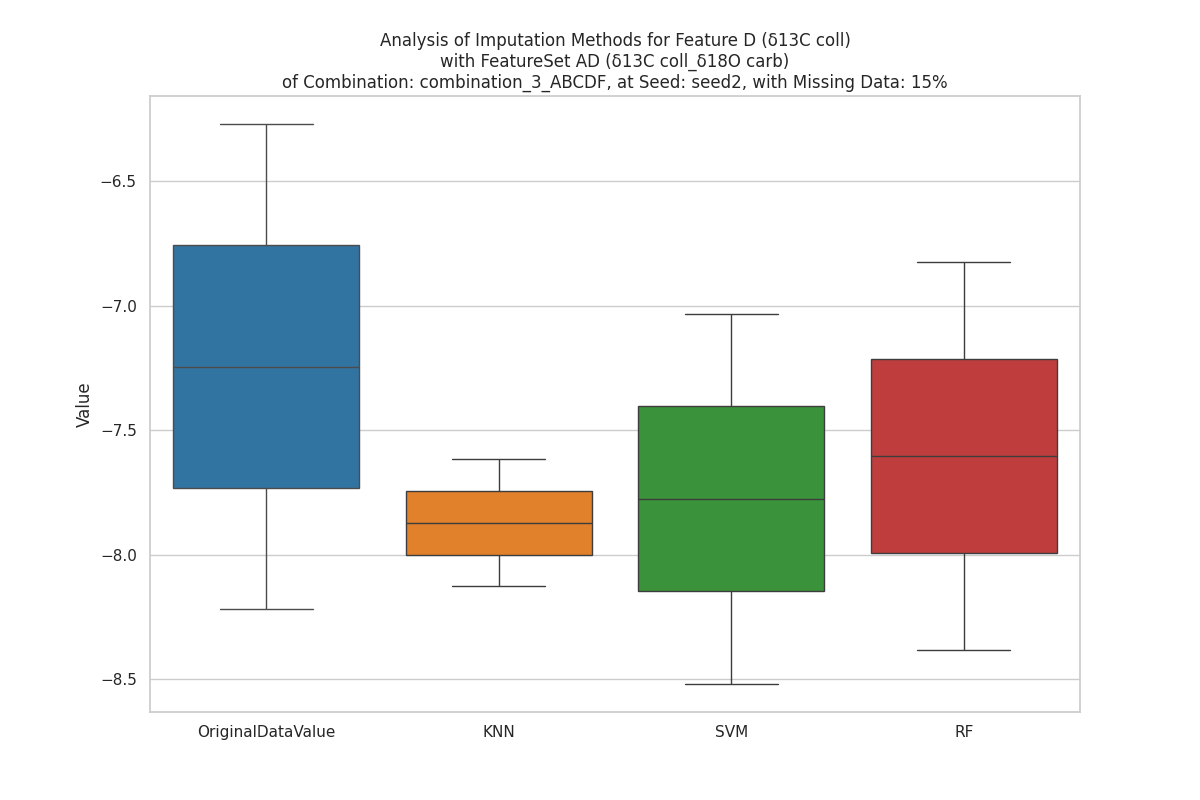 Analysis of Imputation Methods for Feature D (δ13C coll)
with FeatureSet AD (δ13C coll_δ18O carb)
of Combination: combination_3_ABCDF, at Seed: seed2, with Missing Data: 15%
Value
−6.5
−7.0
−7.5
−8.0
−8.5
OriginalDataValue
KNN
SVM
RF